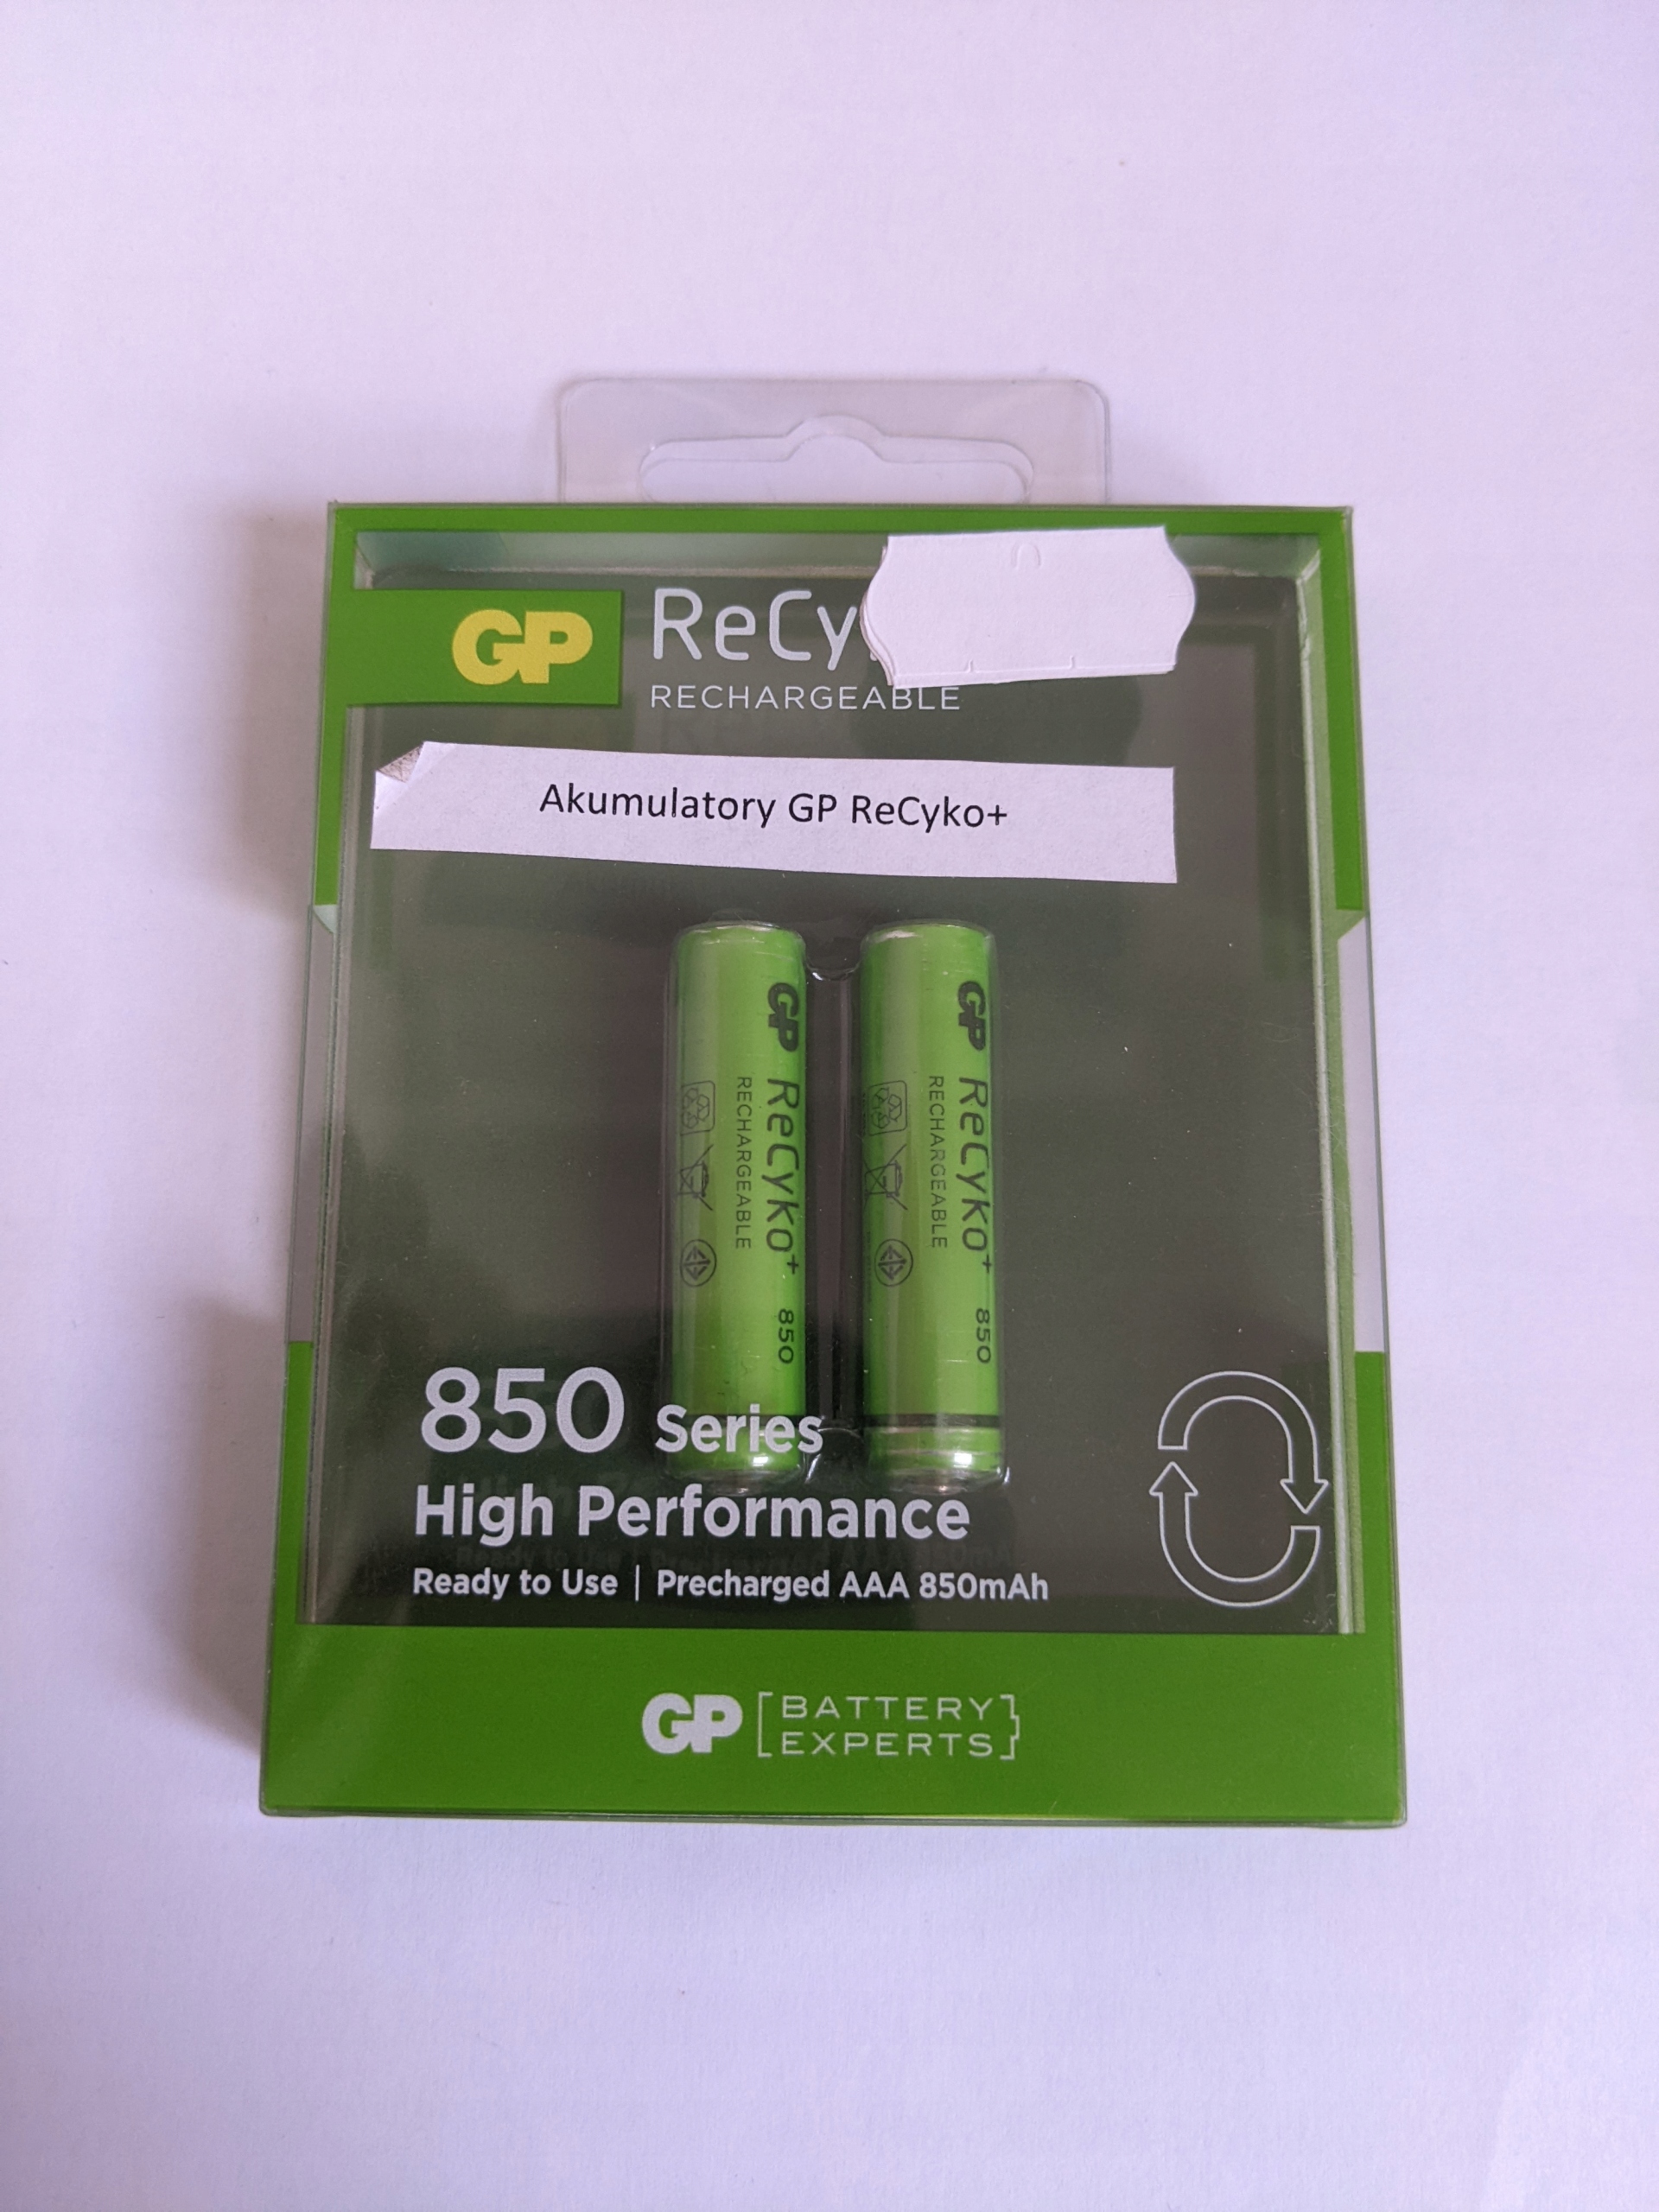 GP
ReCy
RECHARGEABLE
Akumulatory GP ReCyko+
GP ReCyko+ 850
RECHARGEABLE
GP ReCyko+ 850
RECHARGEABLE
850 Series
High Performance
Ready to Use | Precharged AAA 850mAh
GP [BATTERY
EXPERTS]